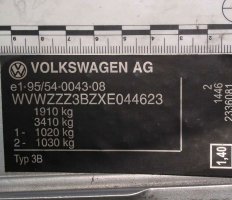 VOLKSWAGEN AG
e1-95/54-0043-08
WVWZZZ3BZXE044623
1910 kg
3410 kg
1- 1020 kg
2- 1030 kg
Typ 3B
2
1446
2336081
1,40